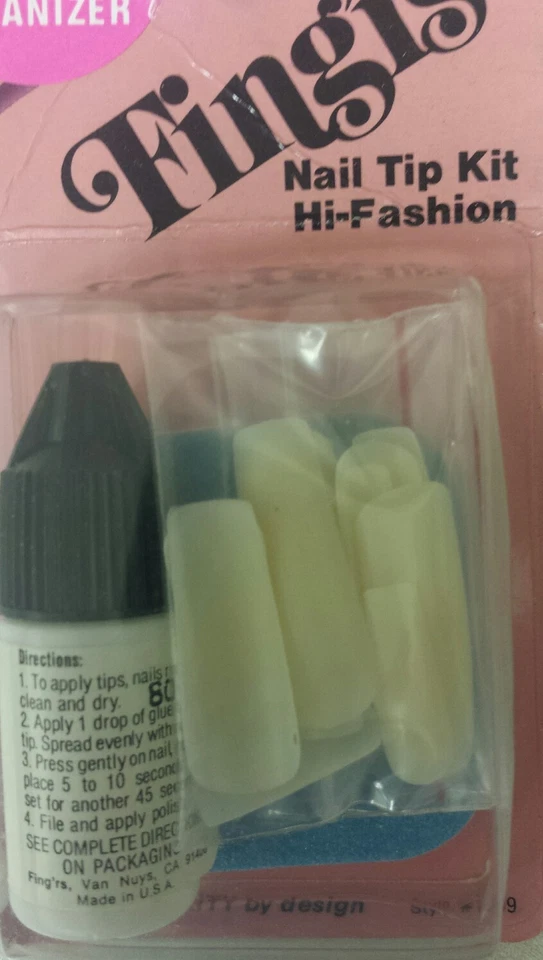 ANIZER
Fing'rs
Nail Tip Kit
Hi-Fashion
Directions:
1. To apply tips, nails
clean and dry.
2. Apply 1 drop of glue
tip. Spread evenly with
3. Press gently on nail,
place 5 to 10 second
set for another 45 sec
4. File and apply polis
SEE COMPLETE DIREC
ON PACKAGING
Fing'rs, Van Nuys, CA
Made in U.S.A.
by design
9